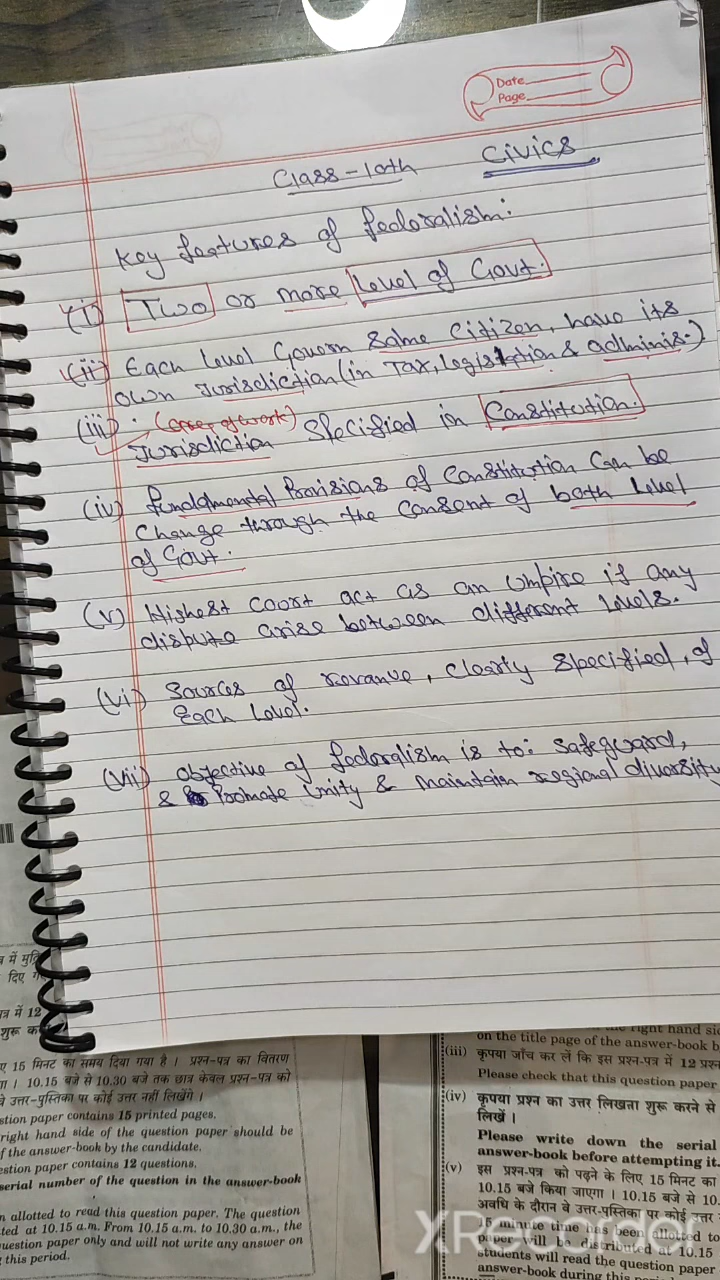 Date
Page
Class-10th Civics
Key features of federalism:
(i) Two or more level of Govt.
(ii) Each level Govern same citizen, have its
own Jurisdiction (in Tax, legislation & adminis.)
(iii) (area of work)
Jurisdiction specified in Constitution.
(iv) fundamental Provisions of Constitution can be
change through the consent of both level
of Govt.
(v) Highest court act as an umpire if any
dispute arise between different levels.
(vi) Sources of revanue, clearly specified, of
Each Level.
(vii) Objective of federalism is to: safeguard,
& Promote Unity & maintain regional diversity
त्र में 12
शुरू क
ए 15 मिनट का समय दिया गया है । प्रश्न-पत्र का वितरण
। 10.15 बजे से 10.30 बजे तक छात्र केवल प्रश्न-पत्र को
वे उत्तर-पुस्तिका पर कोई उत्तर नहीं लिखेंगे ।
stion paper contains 15 printed pages.
right hand side of the question paper should be
f the answer-book by the candidate.
estion paper contains 12 questions.
serial number of the question in the answer-book
n allotted to read this question paper. The question
ted at 10.15 a.m. From 10.15 a.m. to 10.30 a.m., the
uestion paper only and will not write any answer on
this period.
right hand sid
on the title page of the answer-book b
(iii) कृपया जाँच कर लें कि इस प्रश्न-पत्र में 12 प्रश्न
Please check that this question paper
(iv) कृपया प्रश्न का उत्तर लिखना शुरू करने से
लिखें ।
Please write down the serial
answer-book before attempting it.
(v) इस प्रश्न-पत्र को पढ़ने के लिए 15 मिनट का
10.15 बजे किया जाएगा । 10.15 बजे से 10.
अवधि के दौरान वे उत्तर-पुस्तिका पर कोई उत्तर
15 minute time has been allotted to
paper will be distributed at 10.15
students will read the question paper
answer-book during this
XRecorder